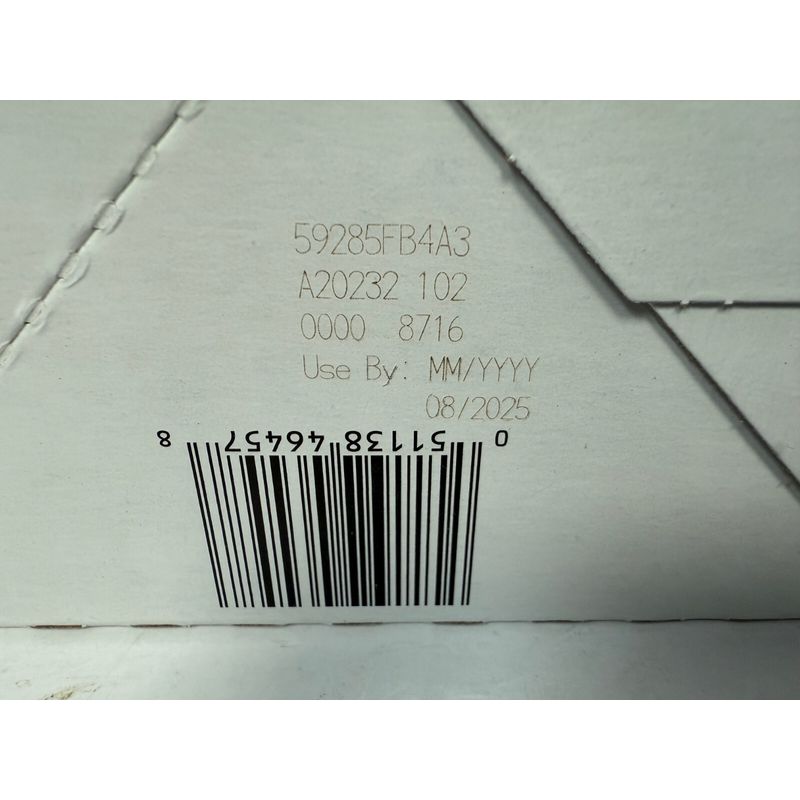 59285FB4A3
A20232 102
0000 8716
Use By: MM/YYYY
08/2025
0 51138 46457 8